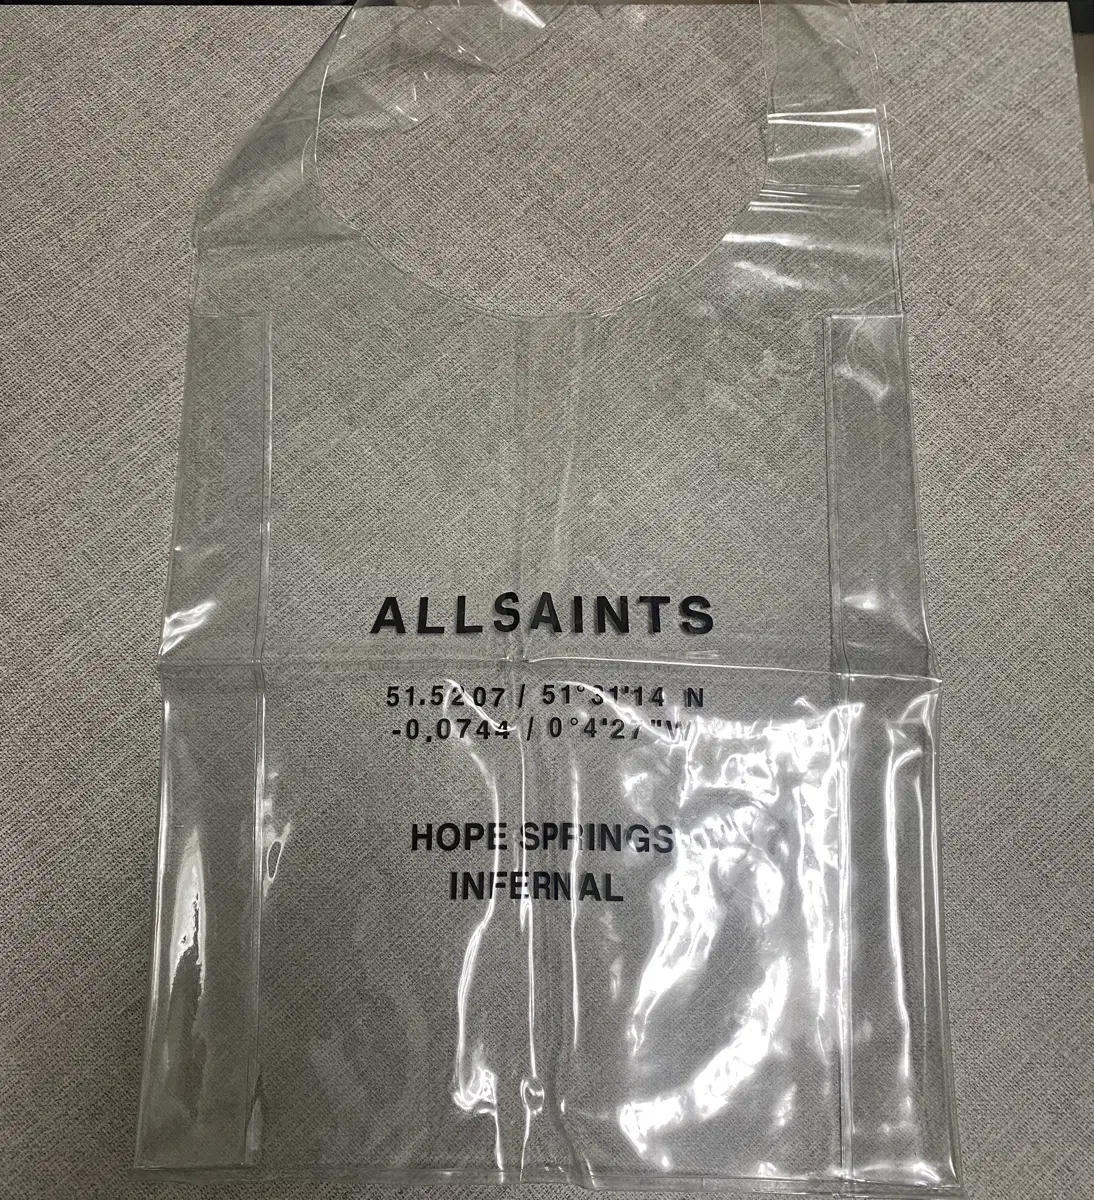 ALLSAINTS
51.5207 / 51°31'14 N
-0.0744 / 0°4'27"W
HOPE SPRINGS
INFERNAL